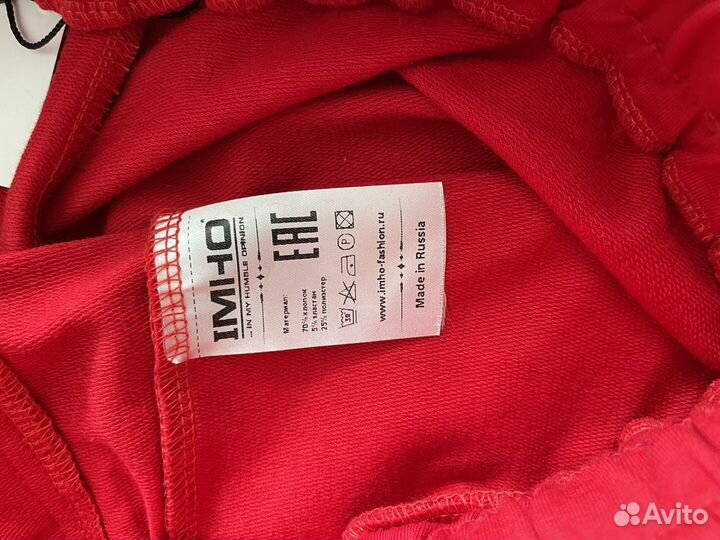 IMHO
IN MY HUMBLE OPINION
EAC
Материал:
70% хлопок
5% эластан
25% полиэстер
30
P
www.imho-fashion.ru
Made in Russia
Avito